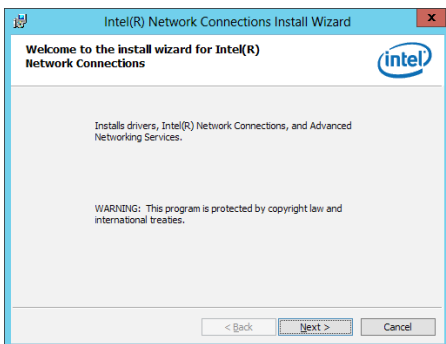 Intel(R) Network Connections Install Wizard
x
Welcome to the install wizard for Intel(R)
Network Connections
intel
Installs drivers, Intel(R) Network Connections, and Advanced
Networking Services.
WARNING: This program is protected by copyright law and
international treaties.
< Back
Next >
Cancel